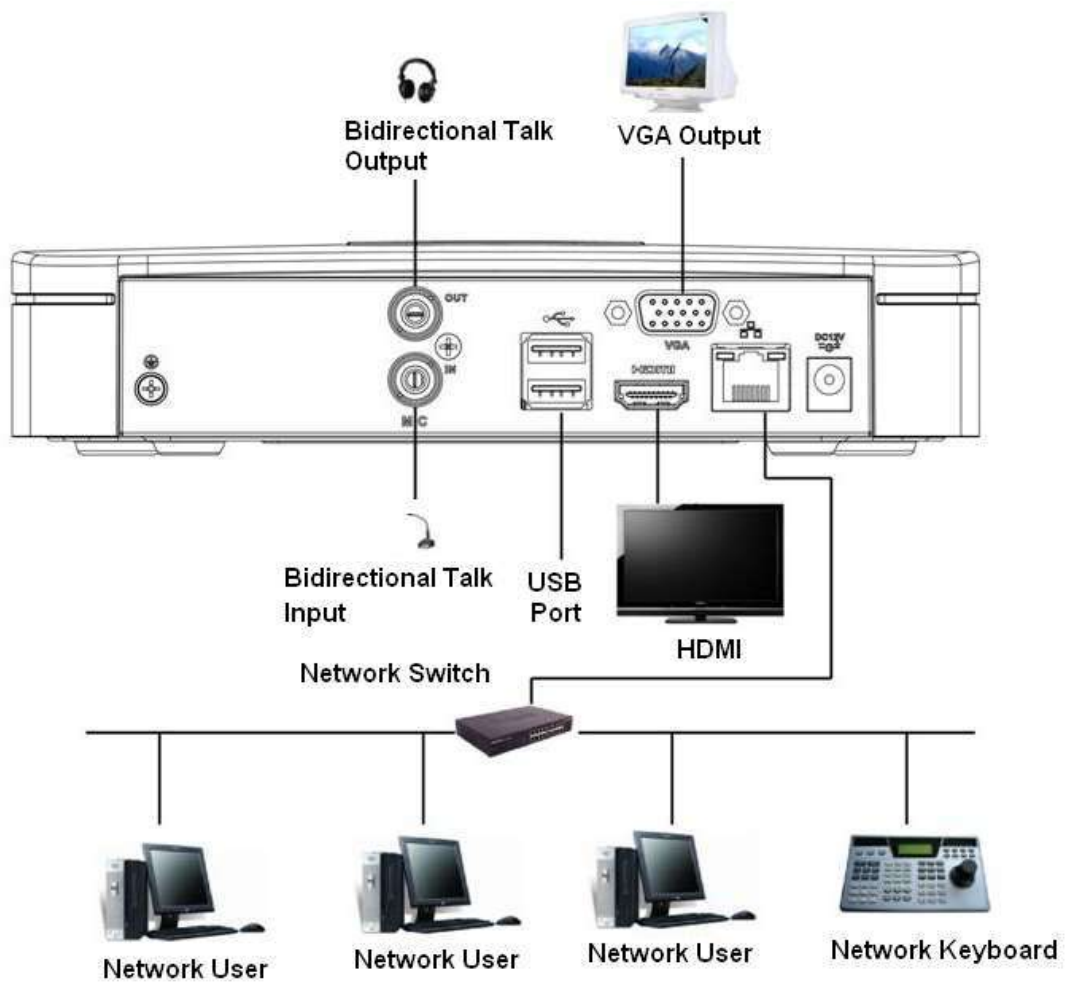 Bidirectional Talk
Output
VGA Output
OUT
VGA
DC12V
IN
HDMI
MIC
Bidirectional Talk
Input
USB
Port
HDMI
Network Switch
Network User
Network User
Network User
Network Keyboard